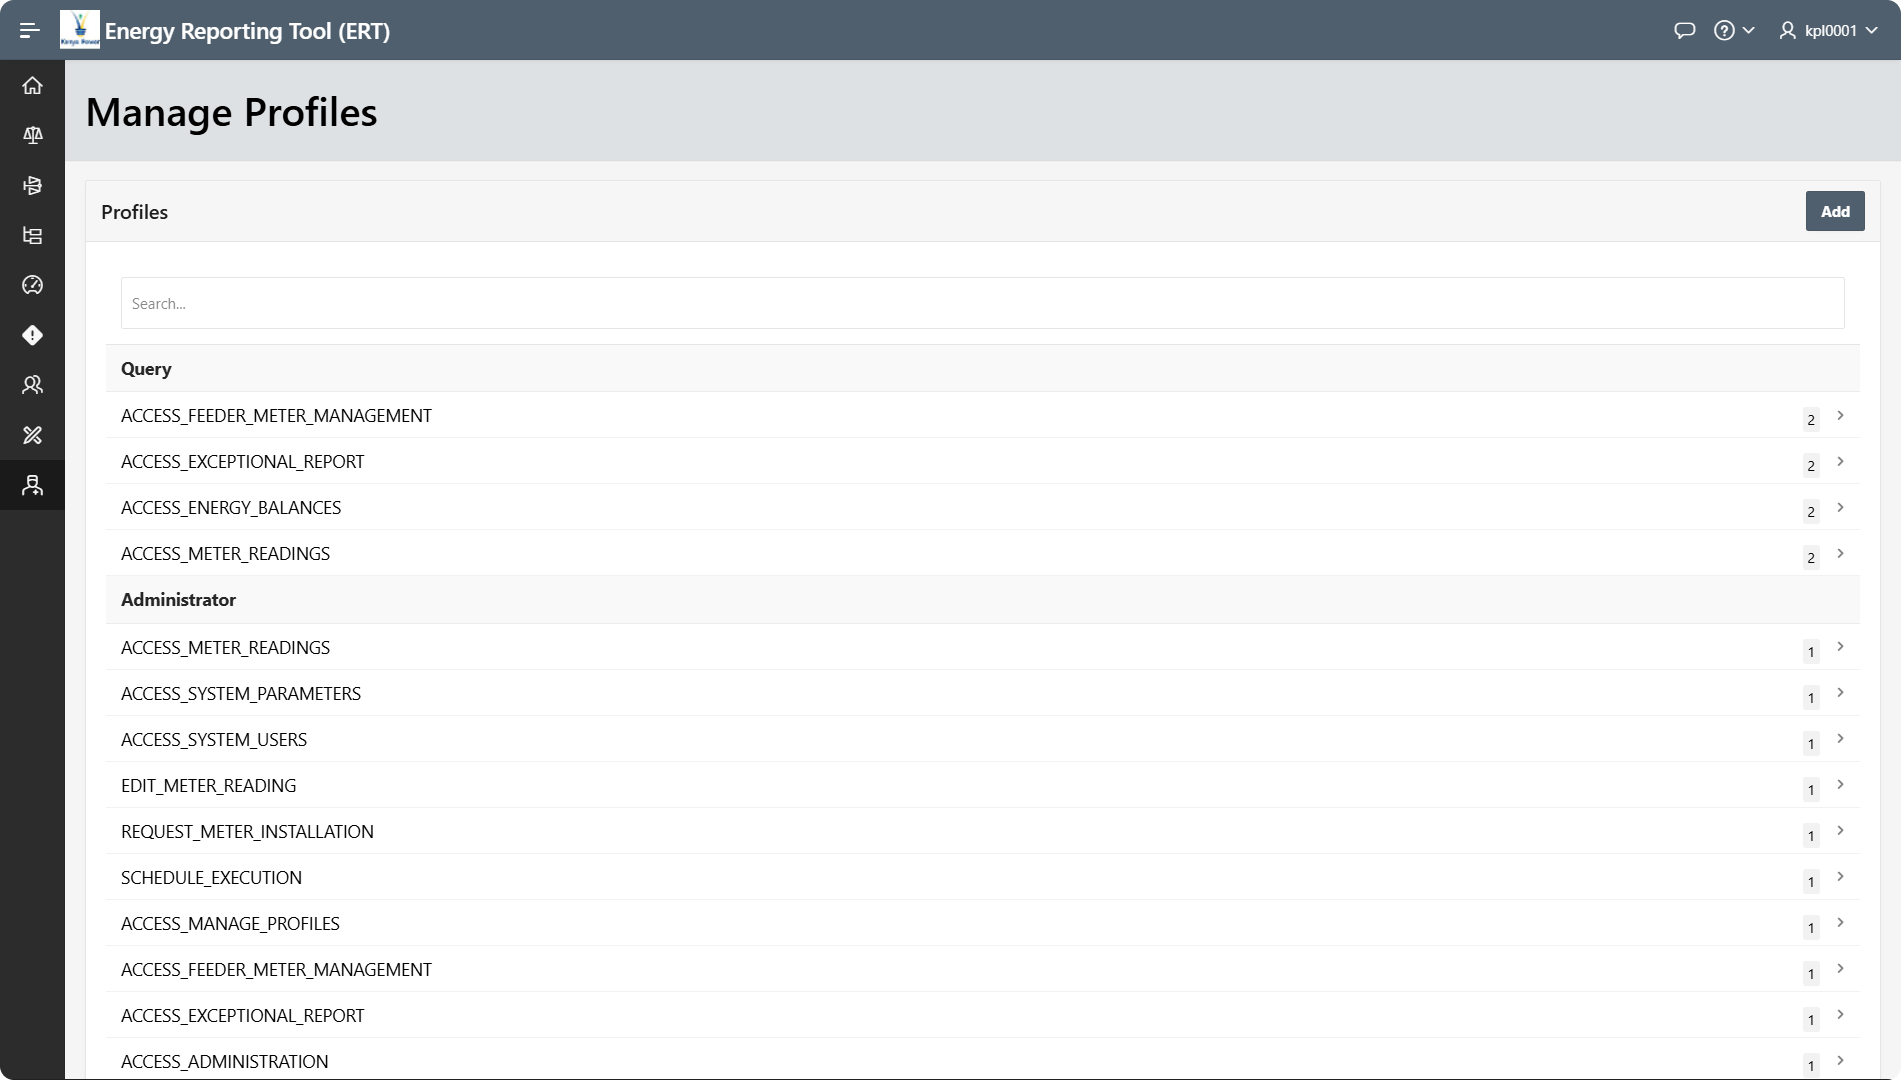 Kenya Power
Energy Reporting Tool (ERT)
kpl0001
Manage Profiles
Profiles
Add
Search...
Query
ACCESS_FEEDER_METER_MANAGEMENT
2
ACCESS_EXCEPTIONAL_REPORT
2
ACCESS_ENERGY_BALANCES
2
ACCESS_METER_READINGS
2
Administrator
ACCESS_METER_READINGS
1
ACCESS_SYSTEM_PARAMETERS
1
ACCESS_SYSTEM_USERS
1
EDIT_METER_READING
1
REQUEST_METER_INSTALLATION
1
SCHEDULE_EXECUTION
1
ACCESS_MANAGE_PROFILES
1
ACCESS_FEEDER_METER_MANAGEMENT
1
ACCESS_EXCEPTIONAL_REPORT
1
ACCESS_ADMINISTRATION
1